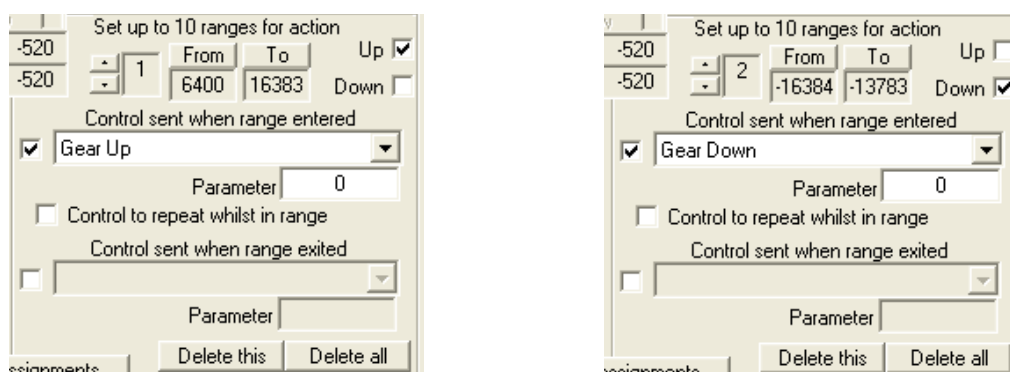 Set up to 10 ranges for action
-520
From To
Up
-520
1
6400 16383
Down
Control sent when range entered
Gear Up
Parameter 0
Control to repeat whilst in range
Control sent when range exited
Parameter
Delete this Delete all
Set up to 10 ranges for action
-520
From To
Up
-520
2
-16384 -13783
Down
Control sent when range entered
Gear Down
Parameter 0
Control to repeat whilst in range
Control sent when range exited
Parameter
Delete this Delete all